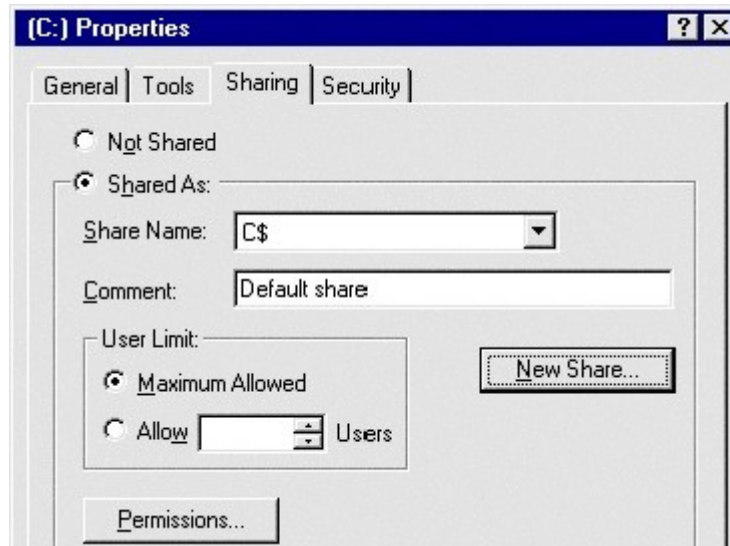 (C:) Properties
General Tools Sharing Security
Not Shared
Shared As:
Share Name: C$
Comment: Default share
User Limit:
Maximum Allowed
New Share...
Allow Users
Permissions...